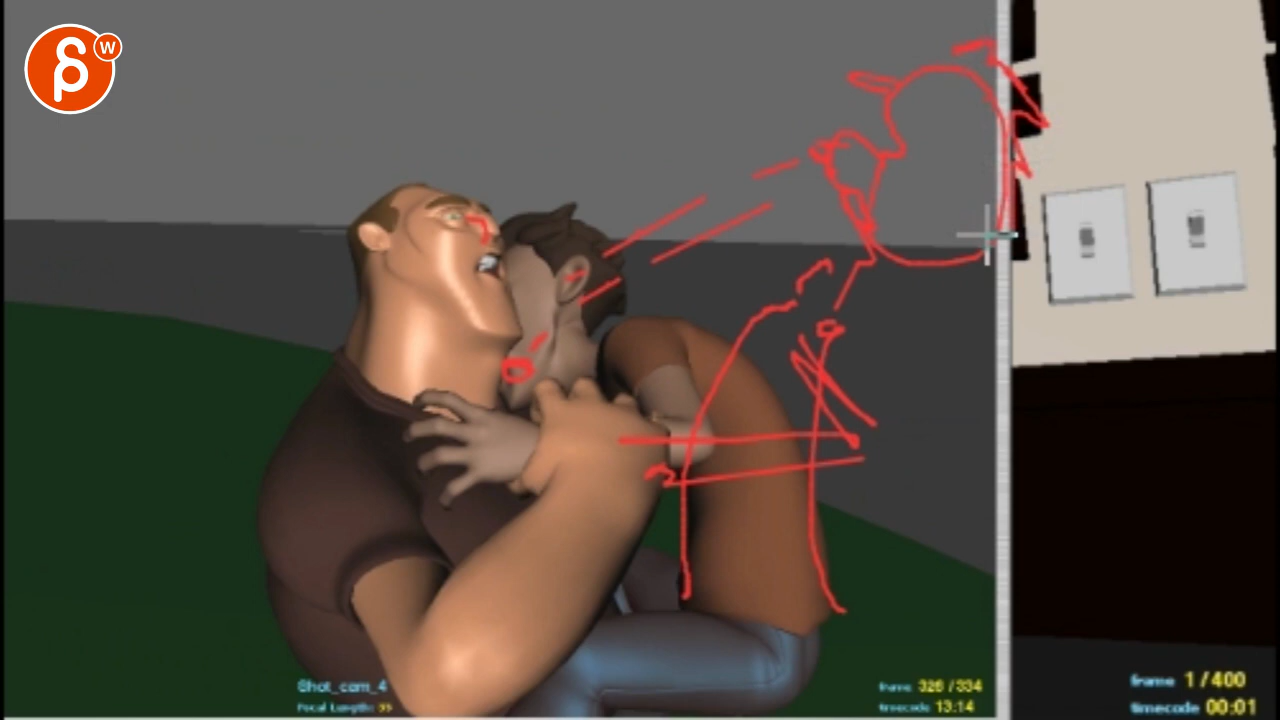 W
Shot_cam_4
Focal Length: 35
frame 326 / 334
timecode 13:14
frame 1 / 400
timecode 00:01